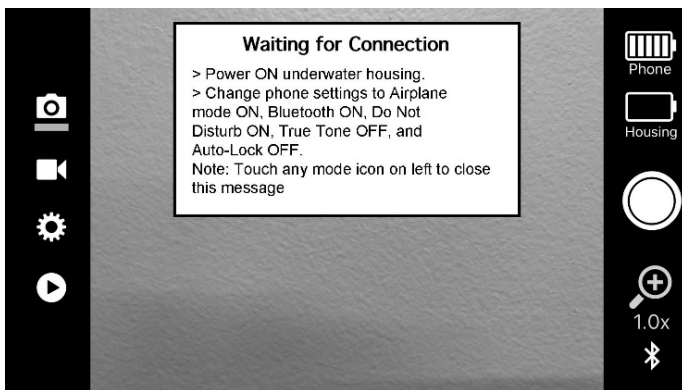 Waiting for Connection
> Power ON underwater housing.
> Change phone settings to Airplane
mode ON, Bluetooth ON, Do Not
Disturb ON, True Tone OFF, and
Auto-Lock OFF.
Note: Touch any mode icon on left to close
this message
Phone
Housing
1.0x